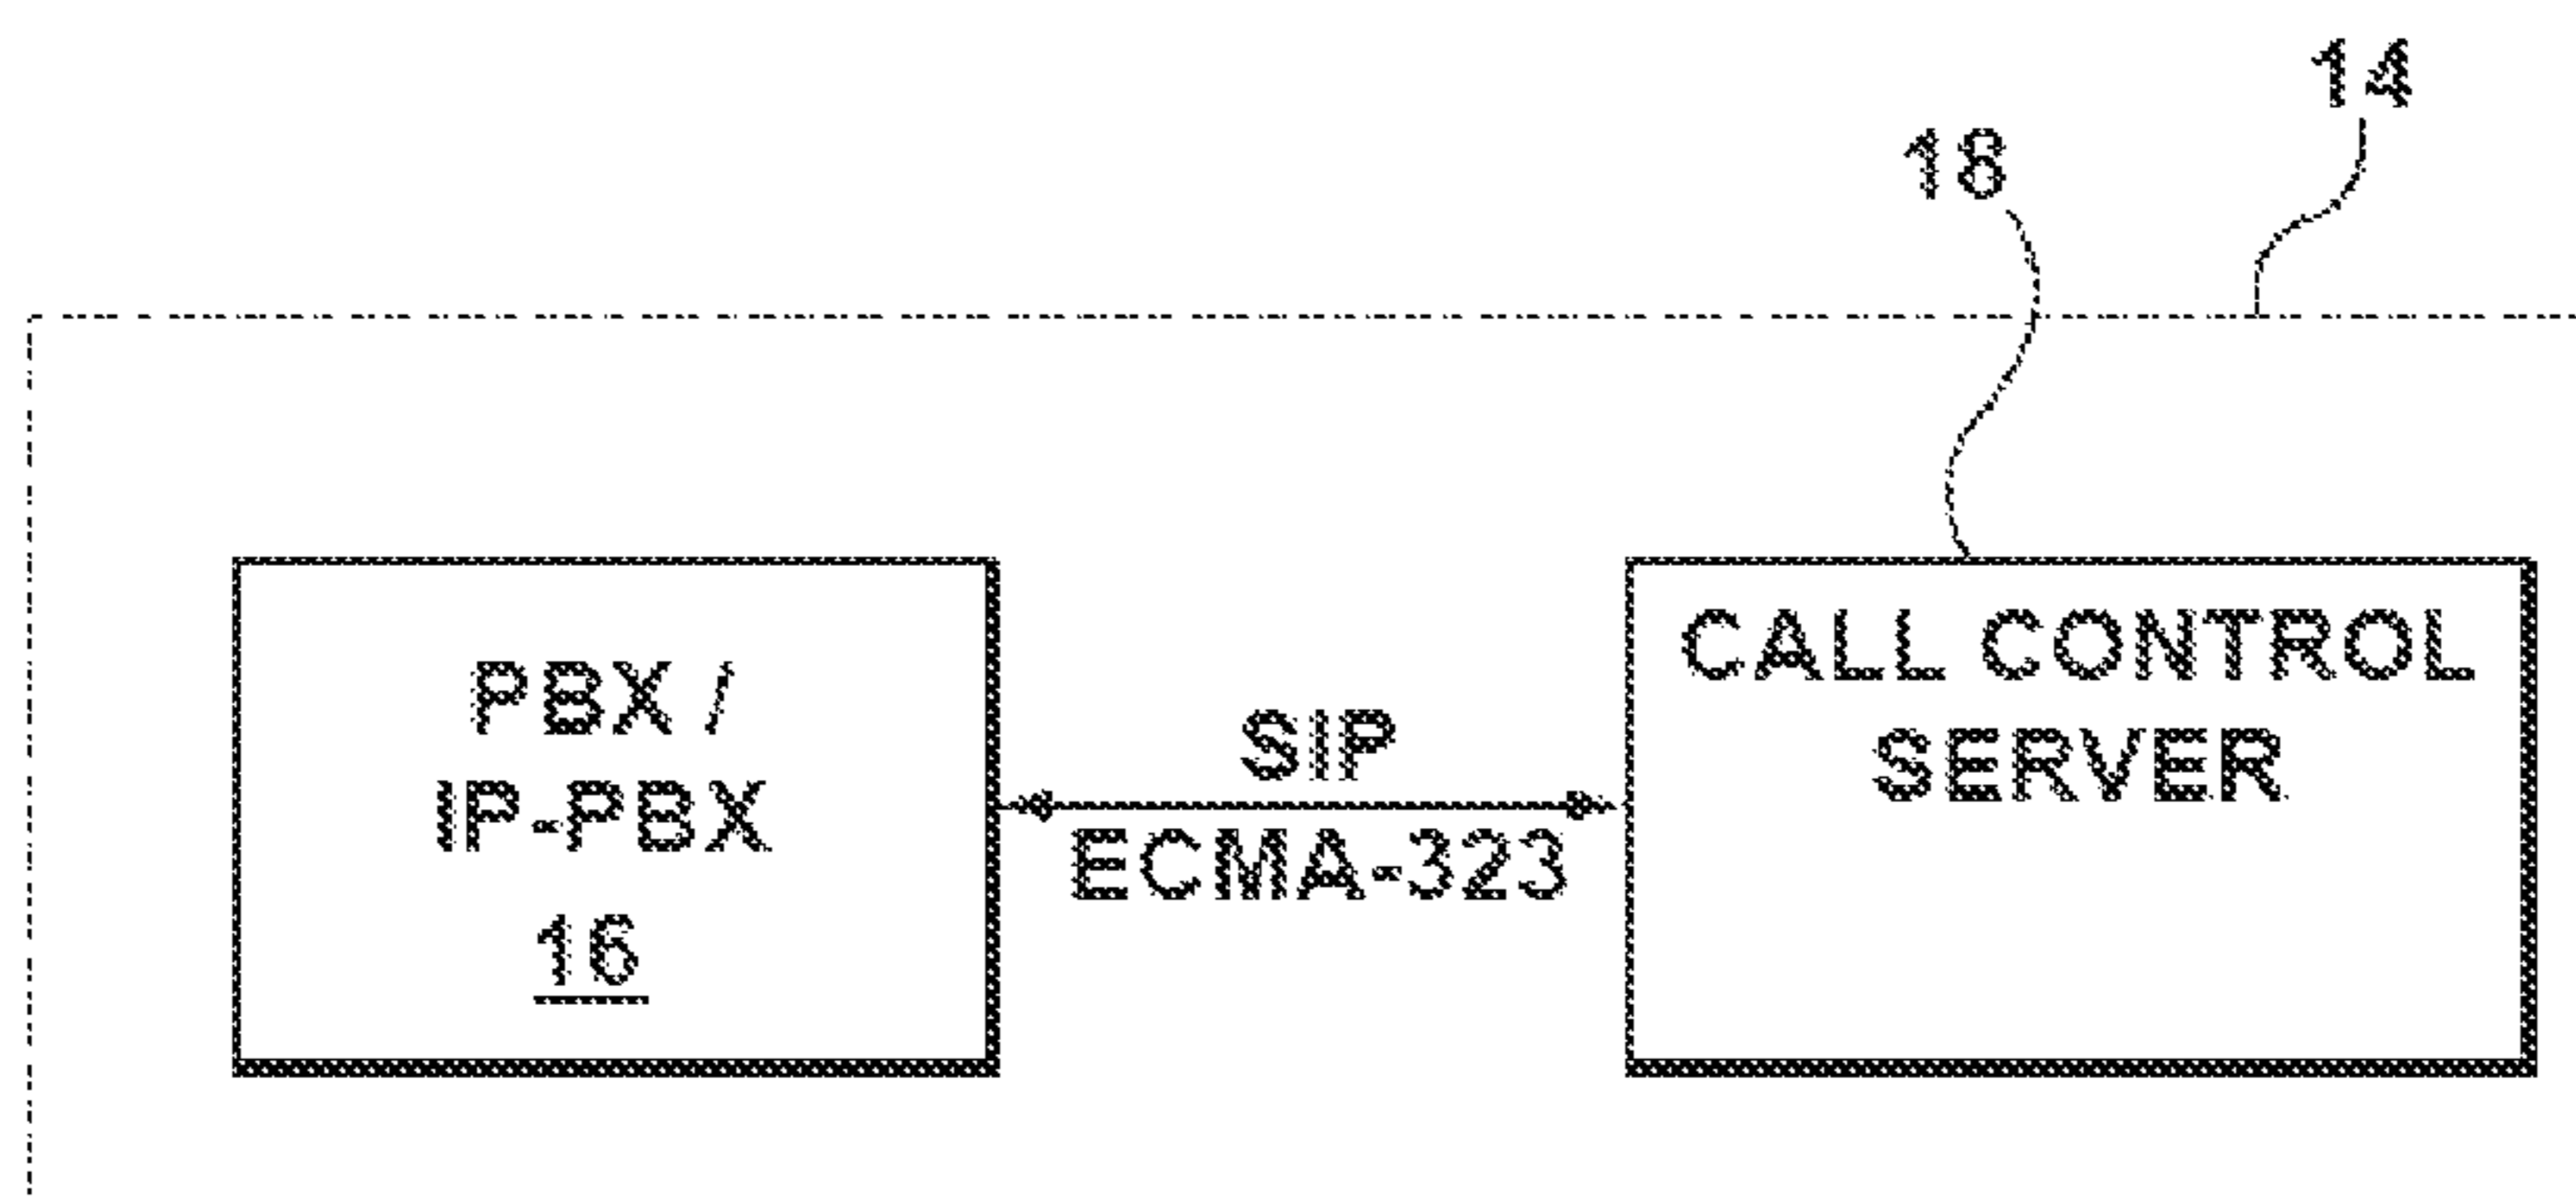 14
18
PBX /
IP-PBX
16
SIP
ECMA-323
CALL CONTROL
SERVER